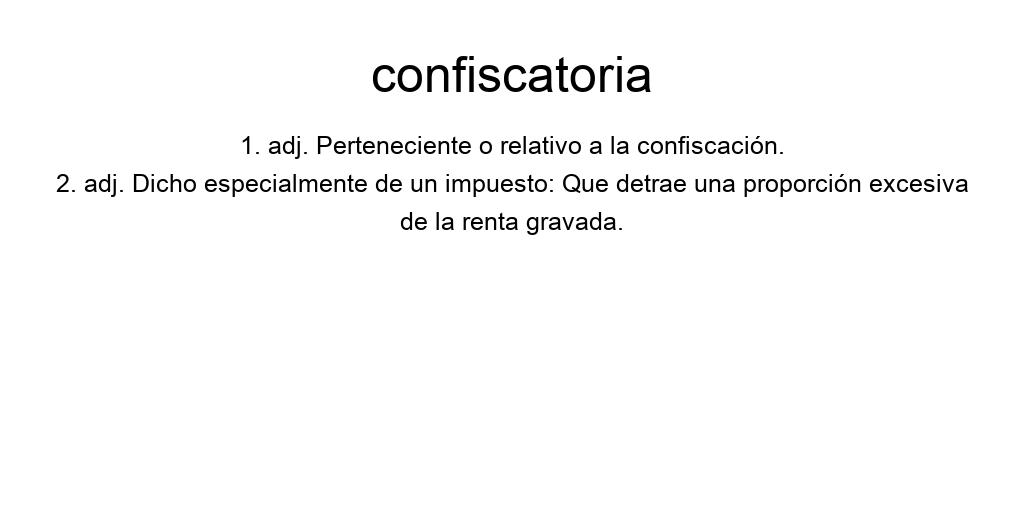 confiscatoria
1. adj. Perteneciente o relativo a la confiscación.
2. adj. Dicho especialmente de un impuesto: Que detrae una proporción excesiva
de la renta gravada.